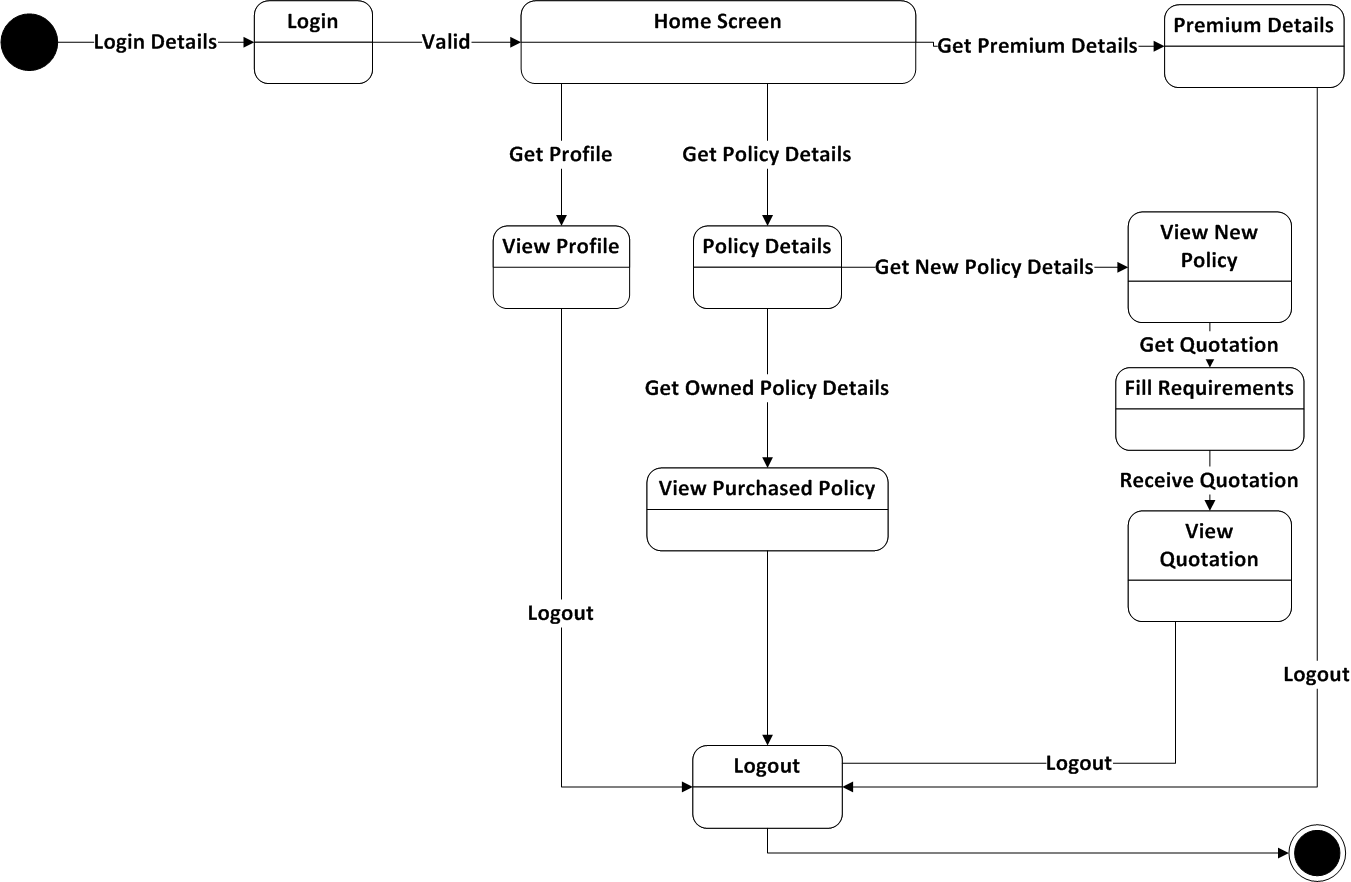 Login
Home Screen
Premium Details
Login Details
Valid
Get Premium Details
Get Profile
Get Policy Details
View Profile
Policy Details
Get New Policy Details
View New
Policy
Get Quotation
Get Owned Policy Details
Fill Requirements
View Purchased Policy
Receive Quotation
View
Quotation
Logout
Logout
Logout
Logout